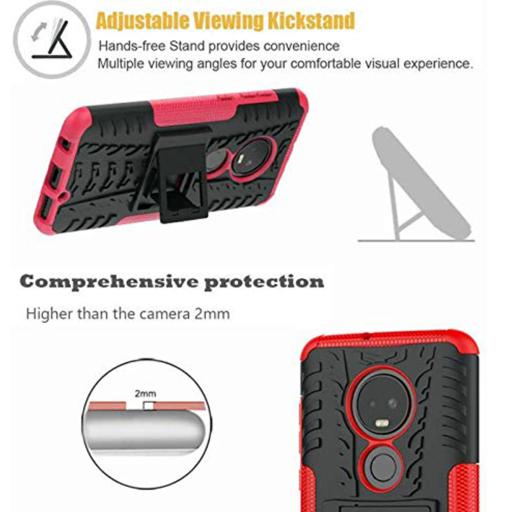 Adjustable Viewing Kickstand
Hands-free Stand provides convenience
Multiple viewing angles for your comfortable visual experience.
Comprehensive protection
Higher than the camera 2mm
2mm